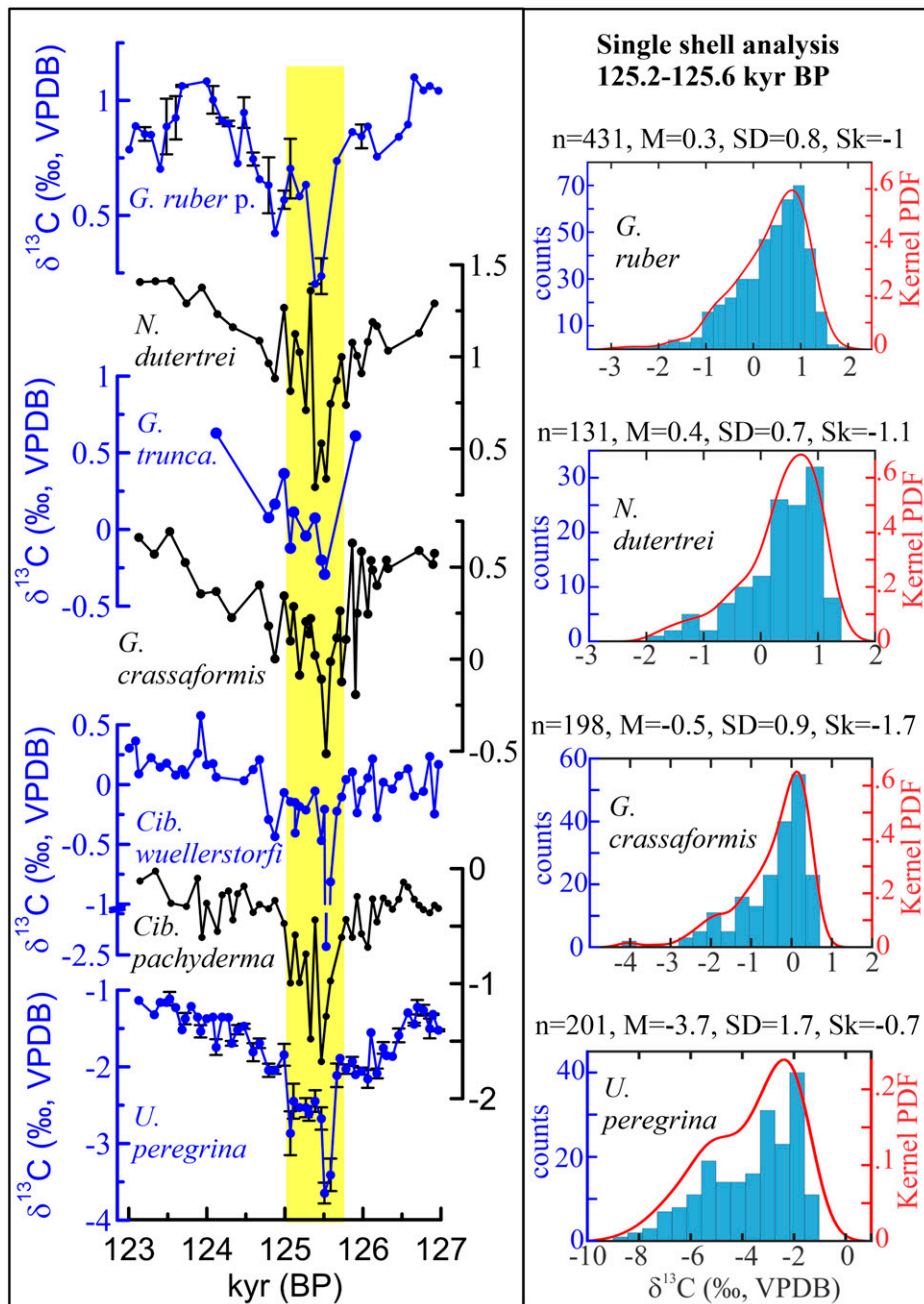 1
0.5
δ¹³C (‰, VPDB)
G. ruber p.
1.5
1
0.5
N.
dutertrei
1
0.5
0
-0.5
δ¹³C (‰, VPDB)
G.
trunca.
0.5
0
-0.5
G.
crassaformis
0.5
0
-0.5
-1
-2.5
δ¹³C (‰, VPDB)
Cib.
wuellerstorfi
0
-1
-2
Cib.
pachyderma
-1
-2
-3
-4
δ¹³C (‰, VPDB)
U.
peregrina
123 124 125 126 127
kyr (BP)
Single shell analysis
125.2-125.6 kyr BP
n=431, M=0.3, SD=0.8, Sk=-1
70
50
30
10
counts
G.
ruber
.6
.4
.2
0
Kernel PDF
-3 -2 -1 0 1 2
n=131, M=0.4, SD=0.7, Sk=-1.1
30
20
10
0
counts
N.
dutertrei
.6
.4
.2
0
Kernel PDF
-3 -2 -1 0 1 2
n=198, M=-0.5, SD=0.9, Sk=-1.7
60
40
20
0
counts
G.
crassaformis
.6
.4
.2
0
Kernel PDF
-4 -3 -2 -1 0 1 2
n=201, M=-3.7, SD=1.7, Sk=-0.7
40
20
0
counts
U.
peregrina
.2
.1
0
Kernel PDF
-10 -8 -6 -4 -2 0
δ¹³C (‰, VPDB)